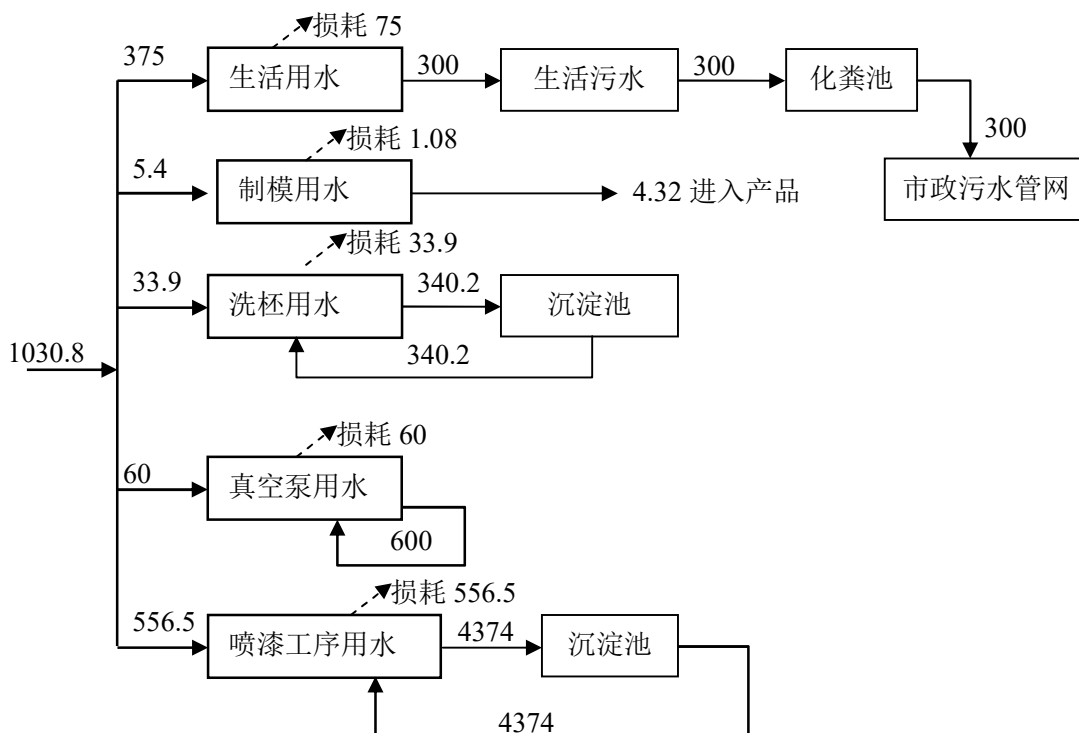 损耗 75
375
生活用水
300
生活污水
300
化粪池
300
损耗 1.08
5.4
制模用水
4.32 进入产品
市政污水管网
损耗 33.9
33.9
洗柸用水
340.2
沉淀池
340.2
1030.8
损耗 60
60
真空泵用水
600
损耗 556.5
556.5
喷漆工序用水
4374
沉淀池
4374